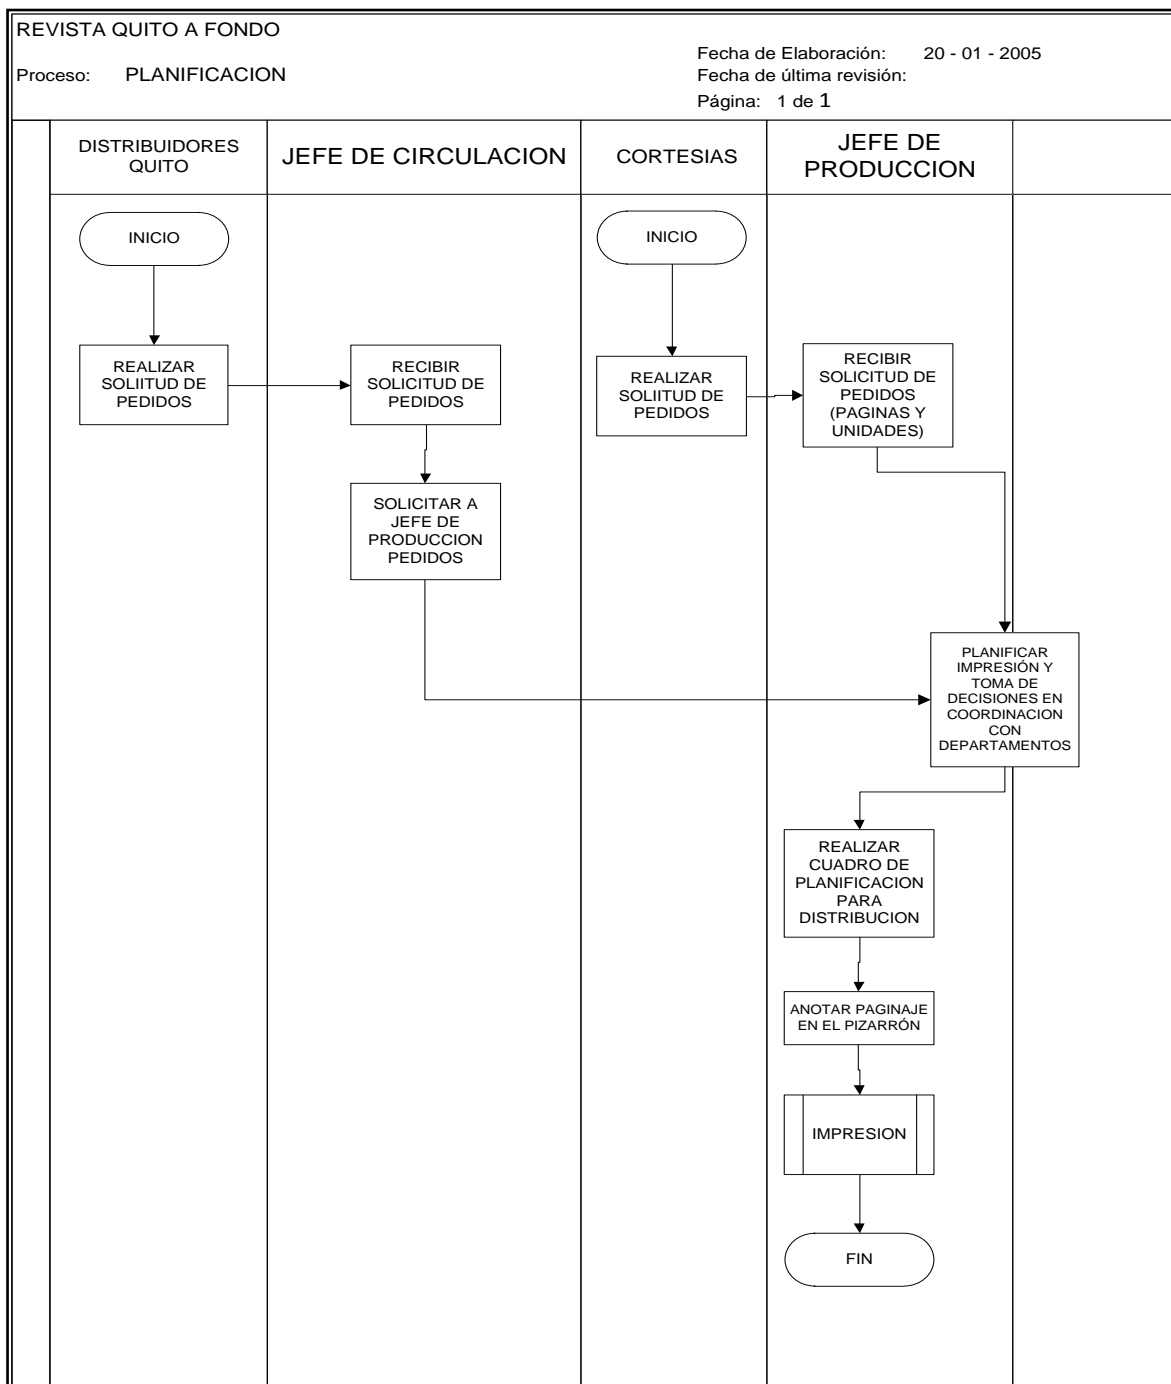 REVISTA QUITO A FONDO
Proceso: PLANIFICACION
Fecha de Elaboración: 20 - 01 - 2005
Fecha de última revisión:
Página: 1 de 1
DISTRIBUIDORES
QUITO
JEFE DE CIRCULACION
CORTESIAS
JEFE DE
PRODUCCION
INICIO
INICIO
REALIZAR
SOLIITUD DE
PEDIDOS
RECIBIR
SOLICITUD DE
PEDIDOS
REALIZAR
SOLIITUD DE
PEDIDOS
RECIBIR
SOLICITUD DE
PEDIDOS
(PAGINAS Y
UNIDADES)
SOLICITAR A
JEFE DE
PRODUCCION
PEDIDOS
PLANIFICAR
IMPRESIÓN Y
TOMA DE
DECISIONES EN
COORDINACION
CON
DEPARTAMENTOS
REALIZAR
CUADRO DE
PLANIFICACION
PARA
DISTRIBUCION
ANOTAR PAGINAJE
EN EL PIZARRÓN
IMPRESION
FIN